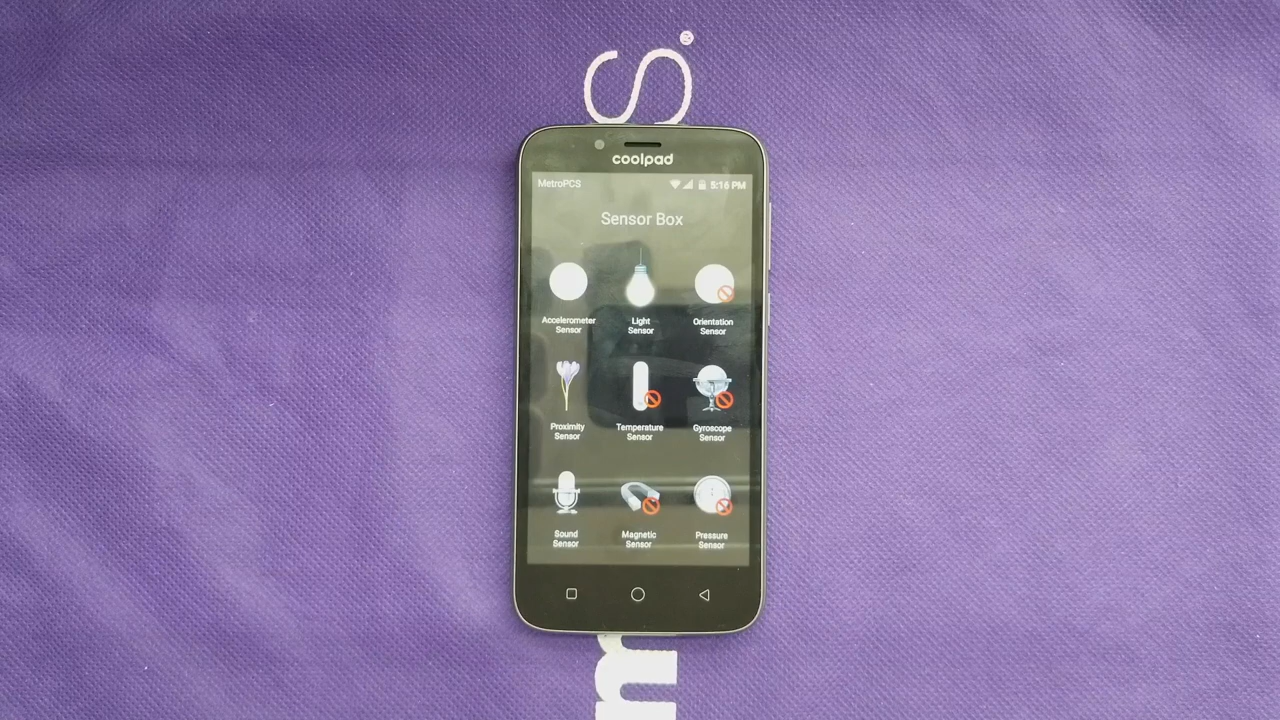 ®
coolpad
MetroPCS 5:16 PM
Sensor Box
Accelerometer
Sensor
Light
Sensor
Orientation
Sensor
Proximity
Sensor
Temperature
Sensor
Gyroscope
Sensor
Sound
Sensor
Magnetic
Sensor
Pressure
Sensor